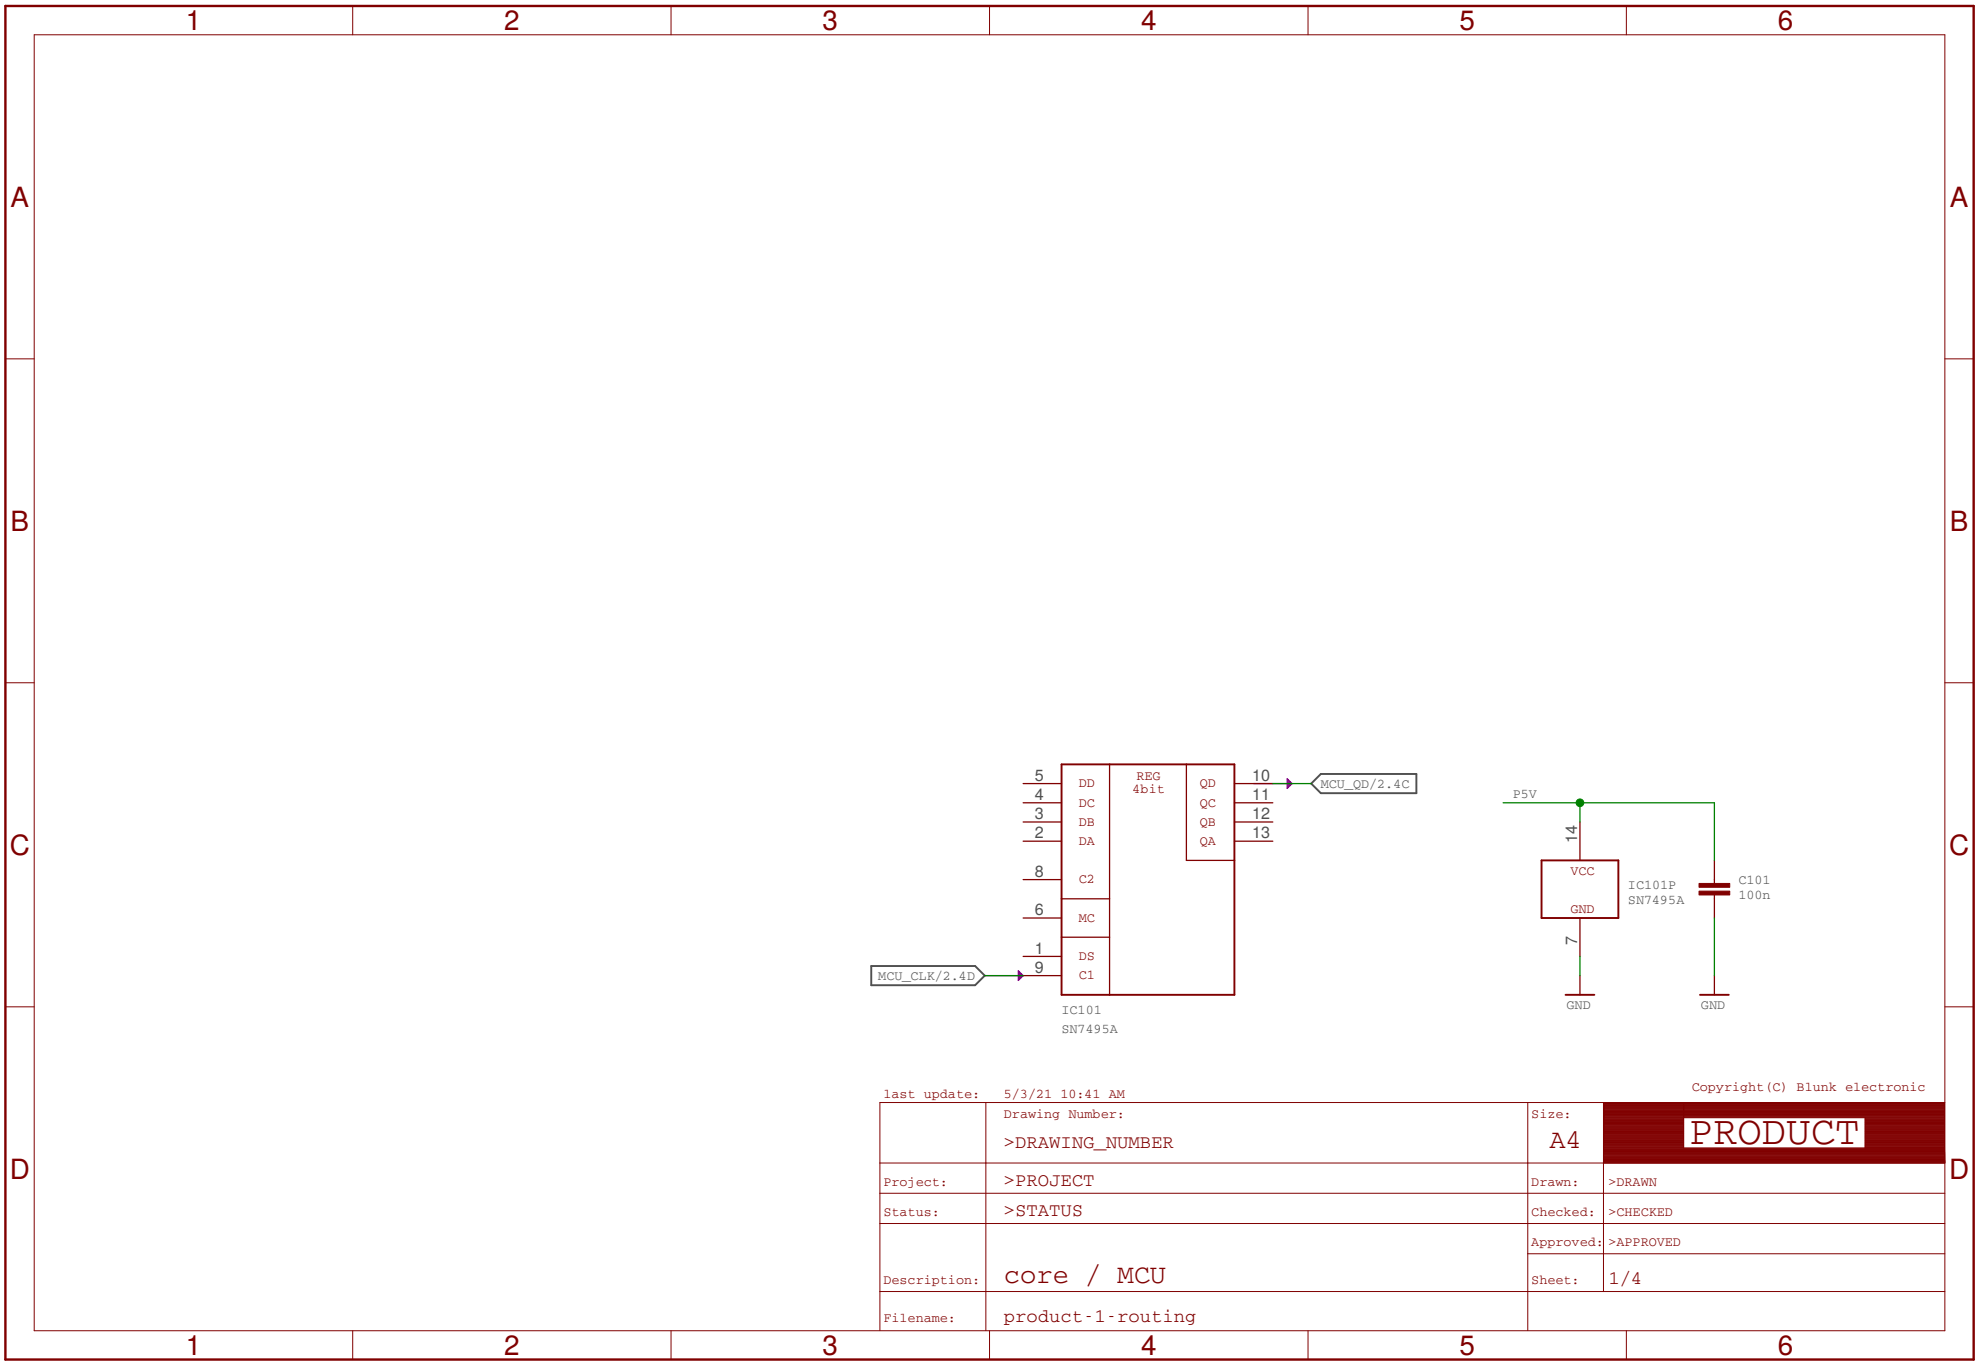 1 2 3 4 5 6
A A
B B
C C
D D
5 DD REG 4bit QD 10 MCU_QD/2.4C
4 DC QC 11
3 DB QB 12
2 DA QA 13
8 C2
6 MC
1 DS
MCU_CLK/2.4D 9 C1
IC101
SN7495A
P5V
14
VCC
GND
7
GND
IC101P
SN7495A
C101
100n
GND
last update: 5/3/21 10:41 AM
Copyright(C) Blunk electronic
Drawing Number:
>DRAWING_NUMBER
Size:
A4
PRODUCT
Project: >PROJECT
Drawn: >DRAWN
Status: >STATUS
Checked: >CHECKED
Approved: >APPROVED
Description: core / MCU
Sheet: 1/4
Filename: product-1-routing
1 2 3 4 5 6